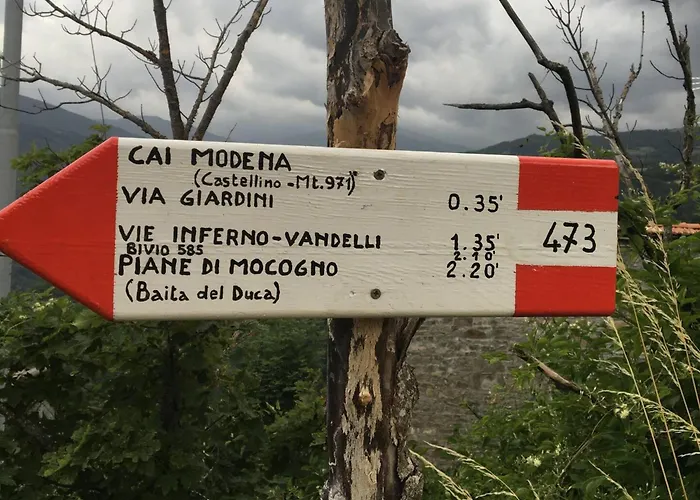 CAI MODENA
(Castellino-Mt.971)
VIA GIARDINI 0.35'
VIE INFERNO-VANDELLI 1.35'
BIVIO 585 2.10'
PIANE DI MOCOGNO 2.20'
(Baita del Duca)
473